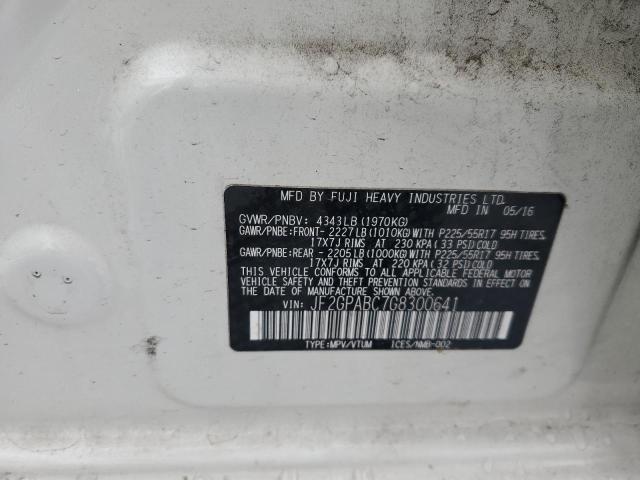 MFD BY FUJI HEAVY INDUSTRIES LTD.
MFD IN 05/16
GVWR/PNBV: 4343LB(1970KG)
GAWR/PNBE:FRONT- 2227LB(1010KG)WITH P225/55R17 95H TIRES,
17X7J RIMS AT 230 KPA(33 PSI)COLD
GAWR/PNBE:REAR - 2205LB(1000KG)WITH P225/55R17 95H TIRES,
17X7J RIMS AT 220 KPA(32 PSI)COLD
THIS VEHICLE CONFORMS TO ALL APPLICABLE FEDERAL MOTOR
VEHICLE SAFETY AND THEFT PREVENTION STANDARDS IN EFFECT
ON THE DATE OF MANUFACTURE SHOWN ABOVE.
VIN: JF2GPABC7G8300641
TYPE:MPV/VTUM ICES/NMB-002